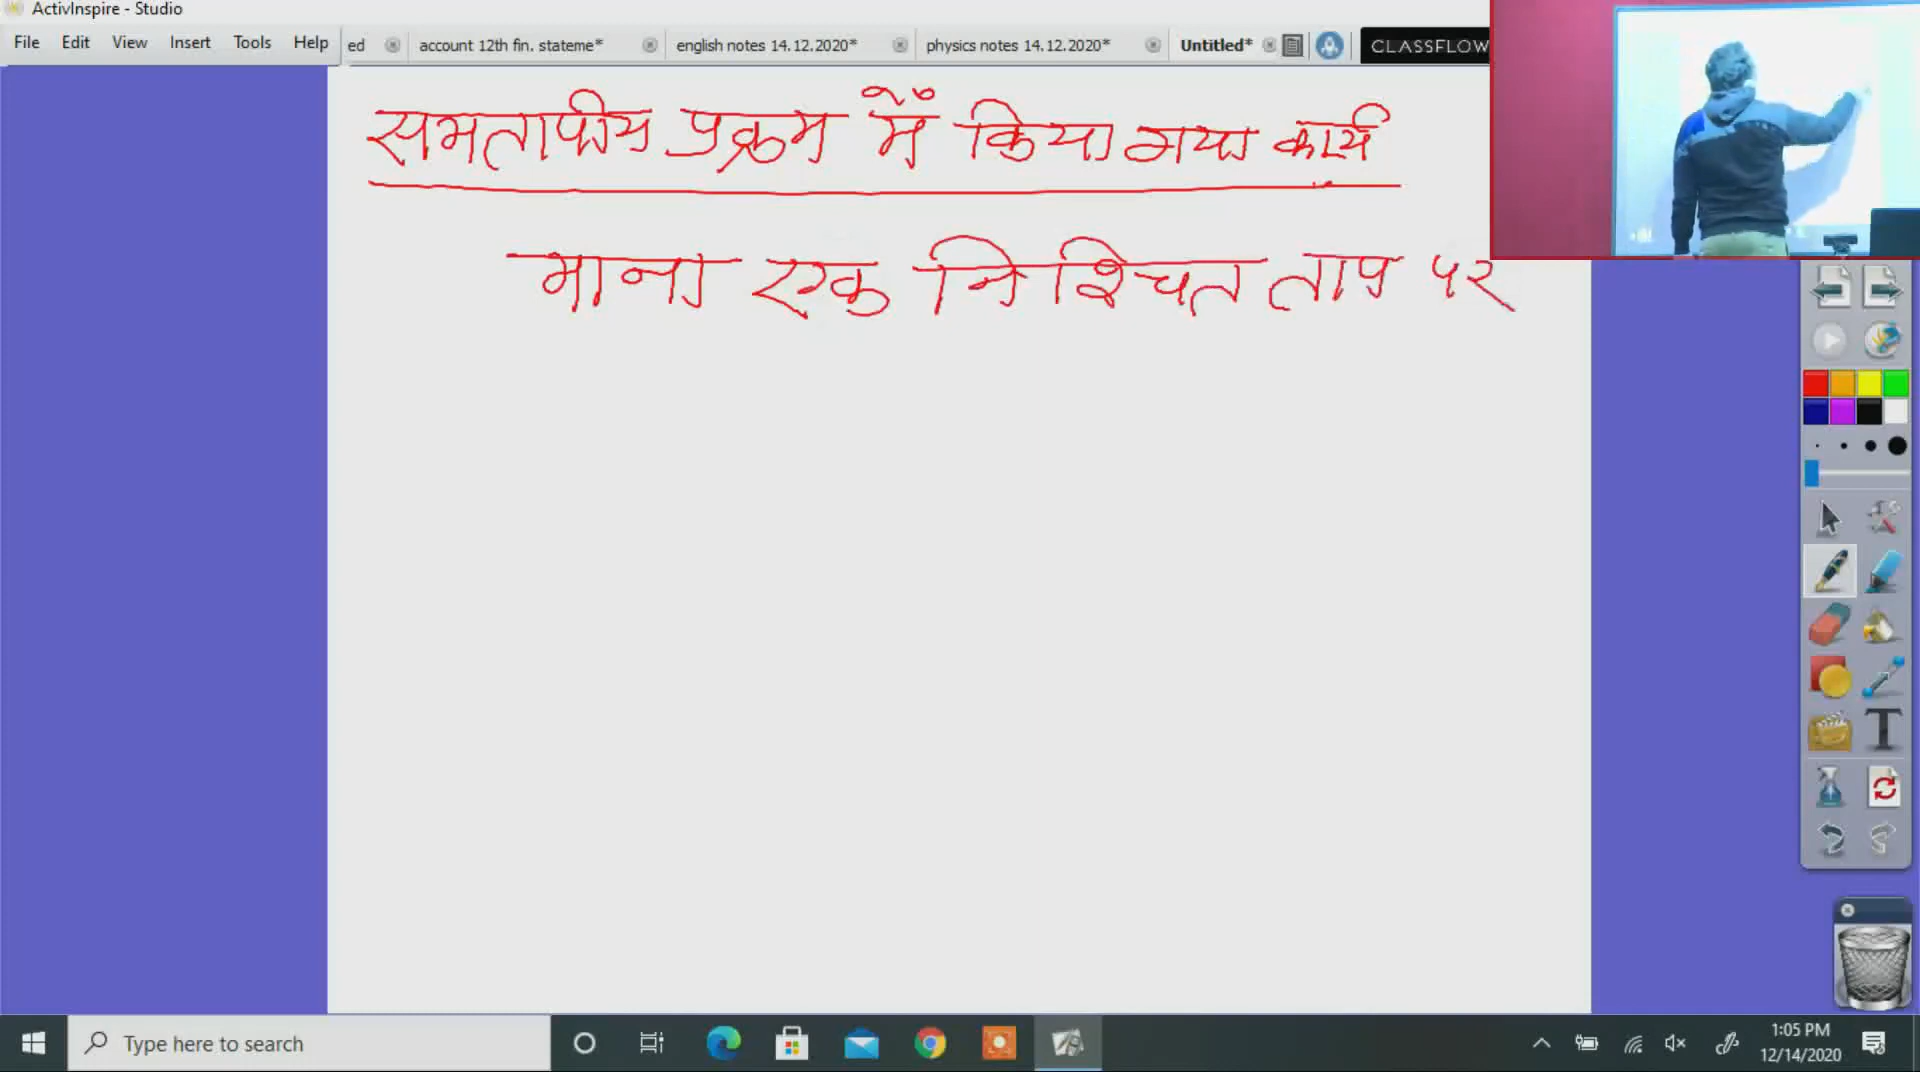 ActivInspire - Studio
File Edit View Insert Tools Help ed account 12th fin. stateme* english notes 14.12.2020* physics notes 14.12.2020* Untitled* CLASSFLOW
समतापीय प्रक्रम में किया गया कार्य
माना एक निश्चित ताप पर
T
Type here to search
1:05 PM
12/14/2020